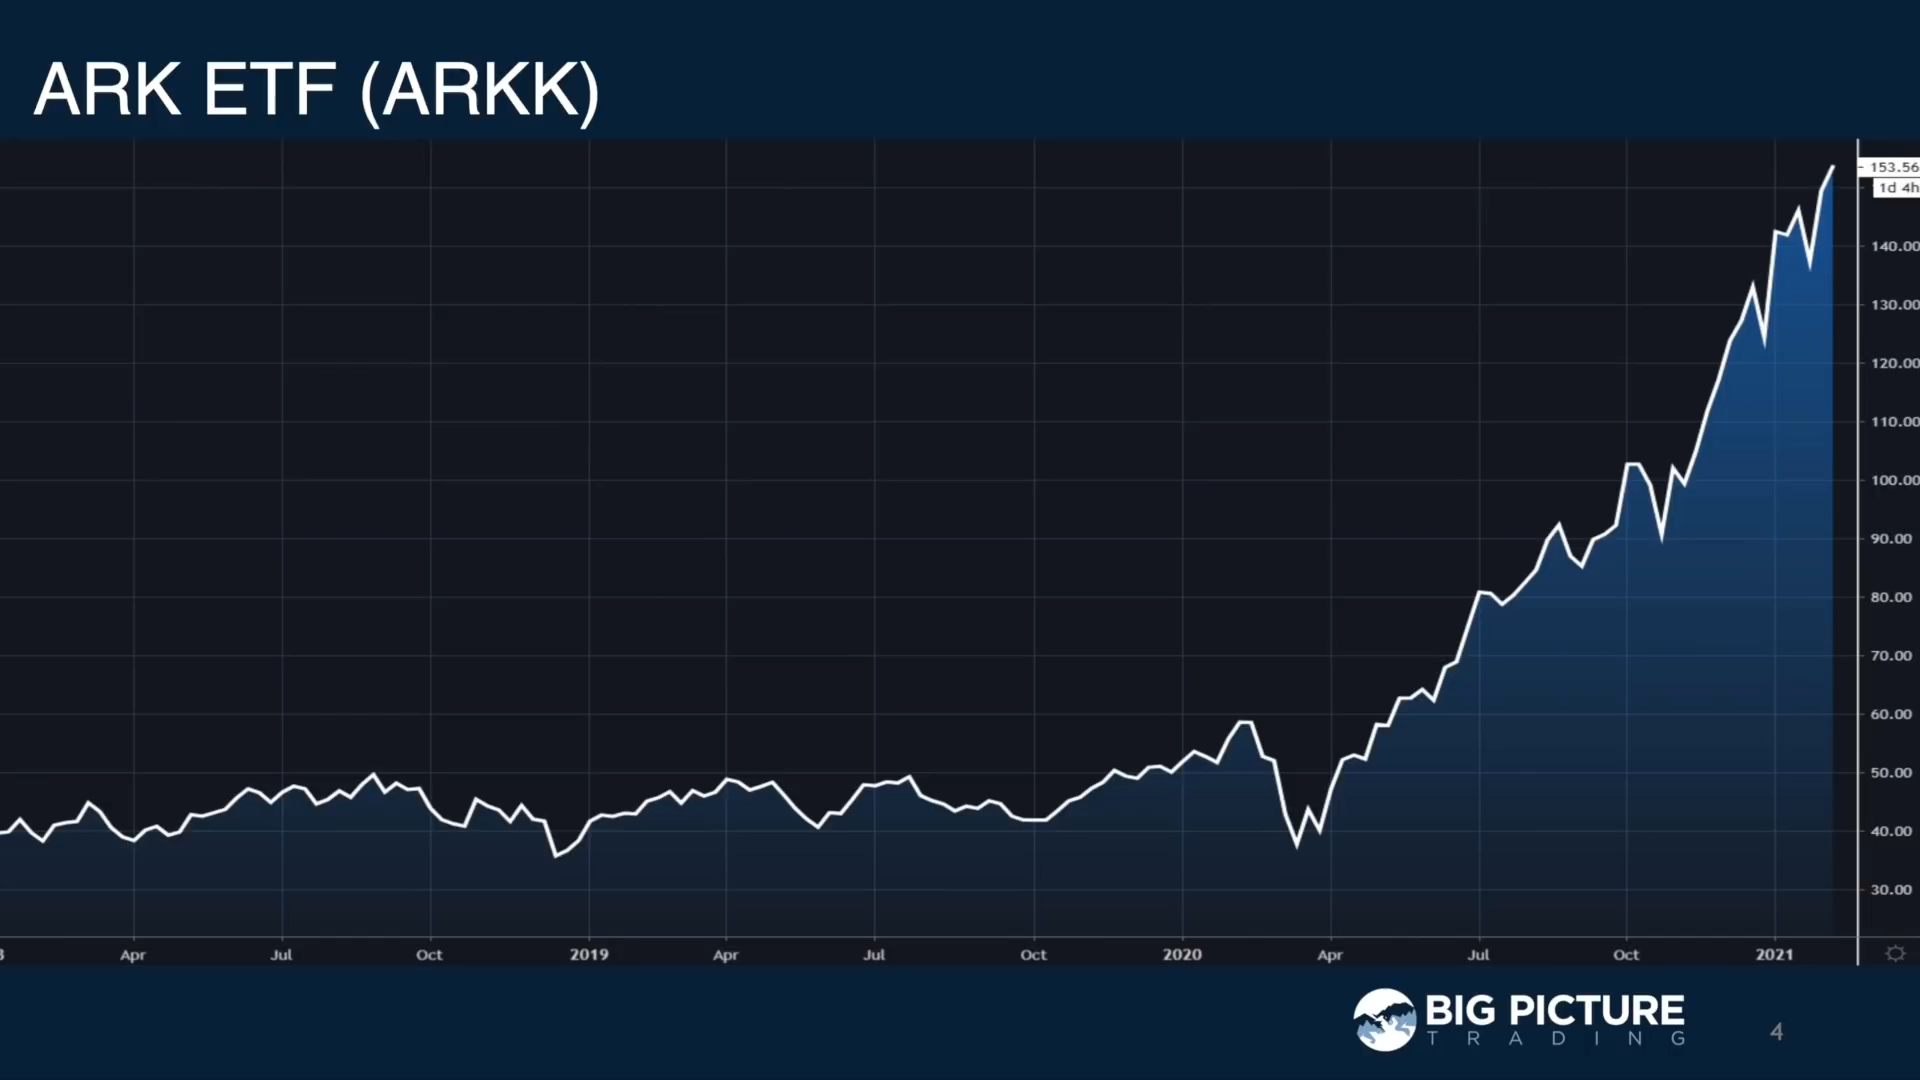 ARK ETF (ARKK)
153.56
1d 4h
140.00
130.00
120.00
110.00
100.00
90.00
80.00
70.00
60.00
50.00
40.00
30.00
Apr Jul Oct 2019 Apr Jul Oct 2020 Apr Jul Oct 2021
BIG PICTURE
TRADING
4